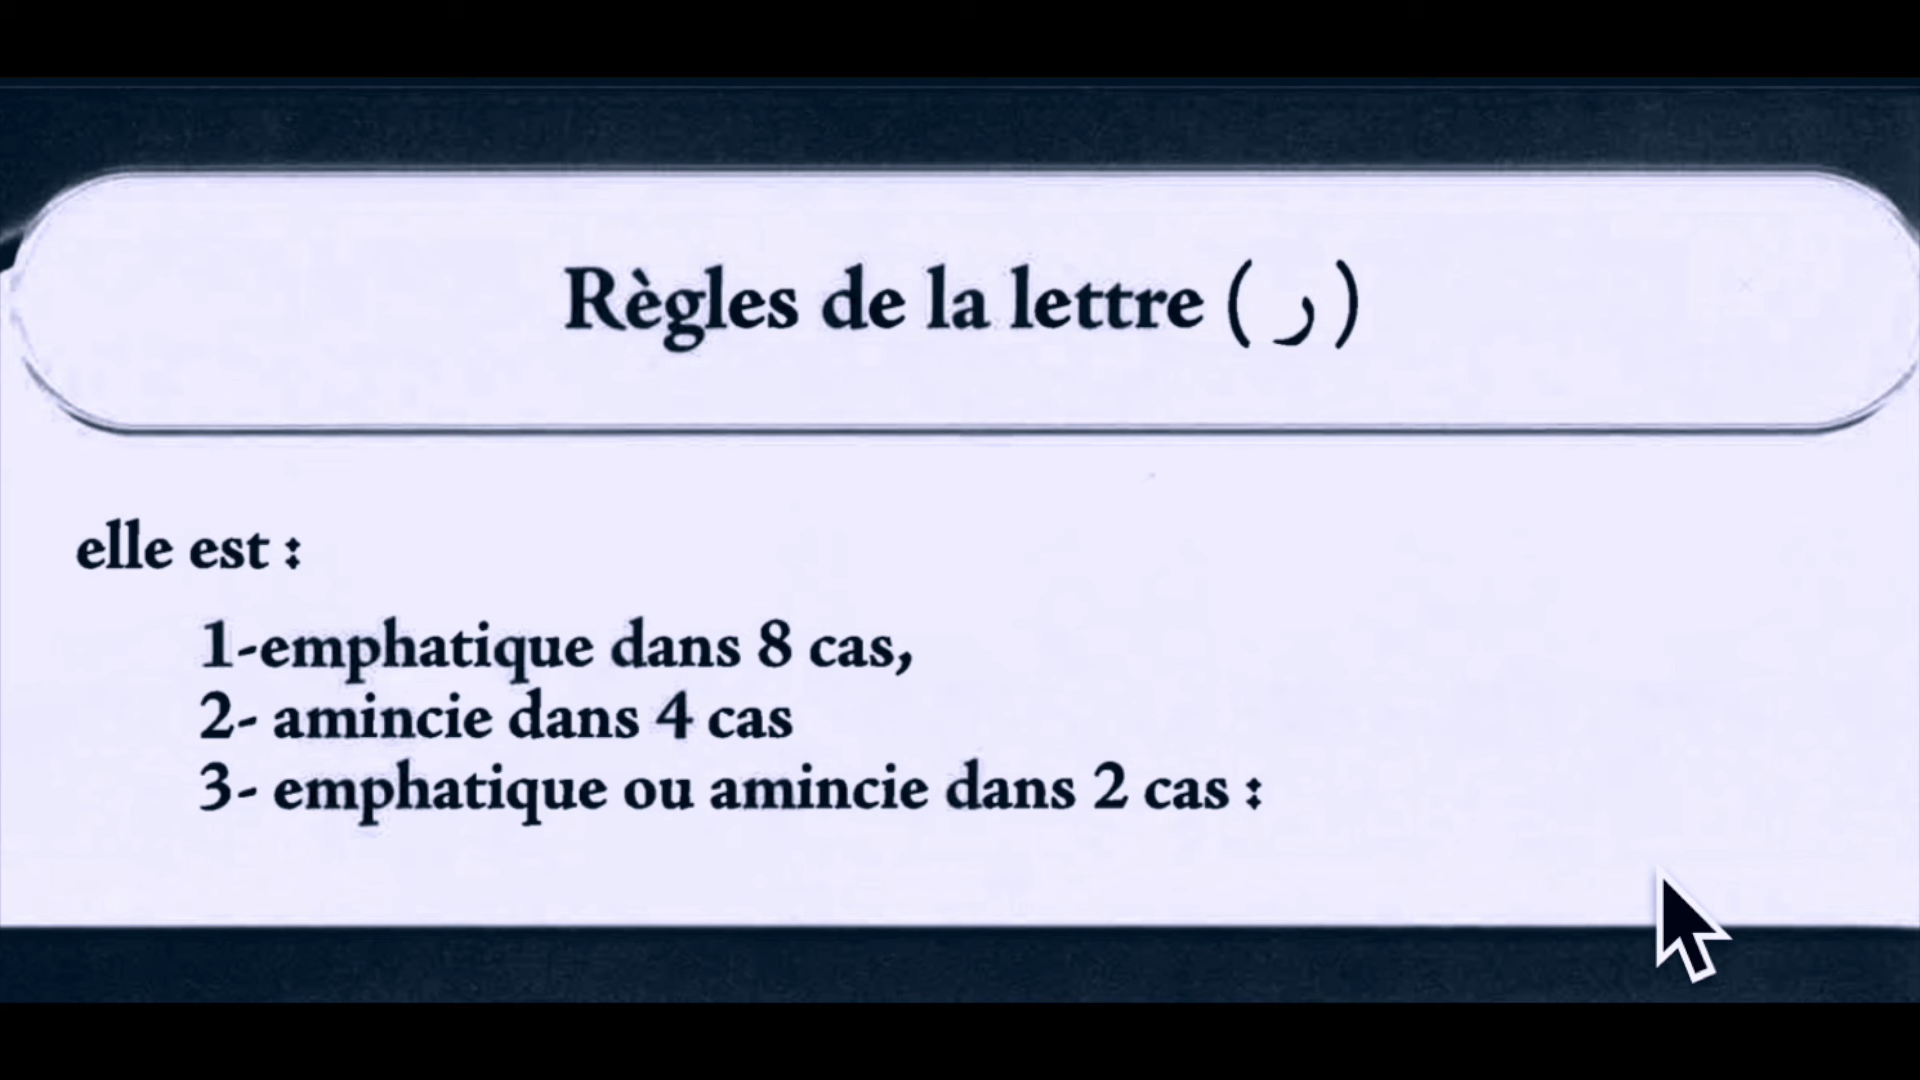 Règles de la lettre ( ر )
elle est :
1-emphatique dans 8 cas,
2- amincie dans 4 cas
3- emphatique ou amincie dans 2 cas :